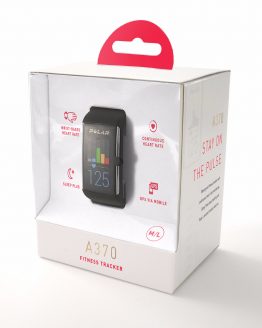 WRIST-BASED
HEART RATE
CONTINUOUS
HEART RATE
POLAR
125
SLEEP PLUS
GPS VIA MOBILE
M/L
A370
FITNESS TRACKER
A370
STAY ON
THE PULSE